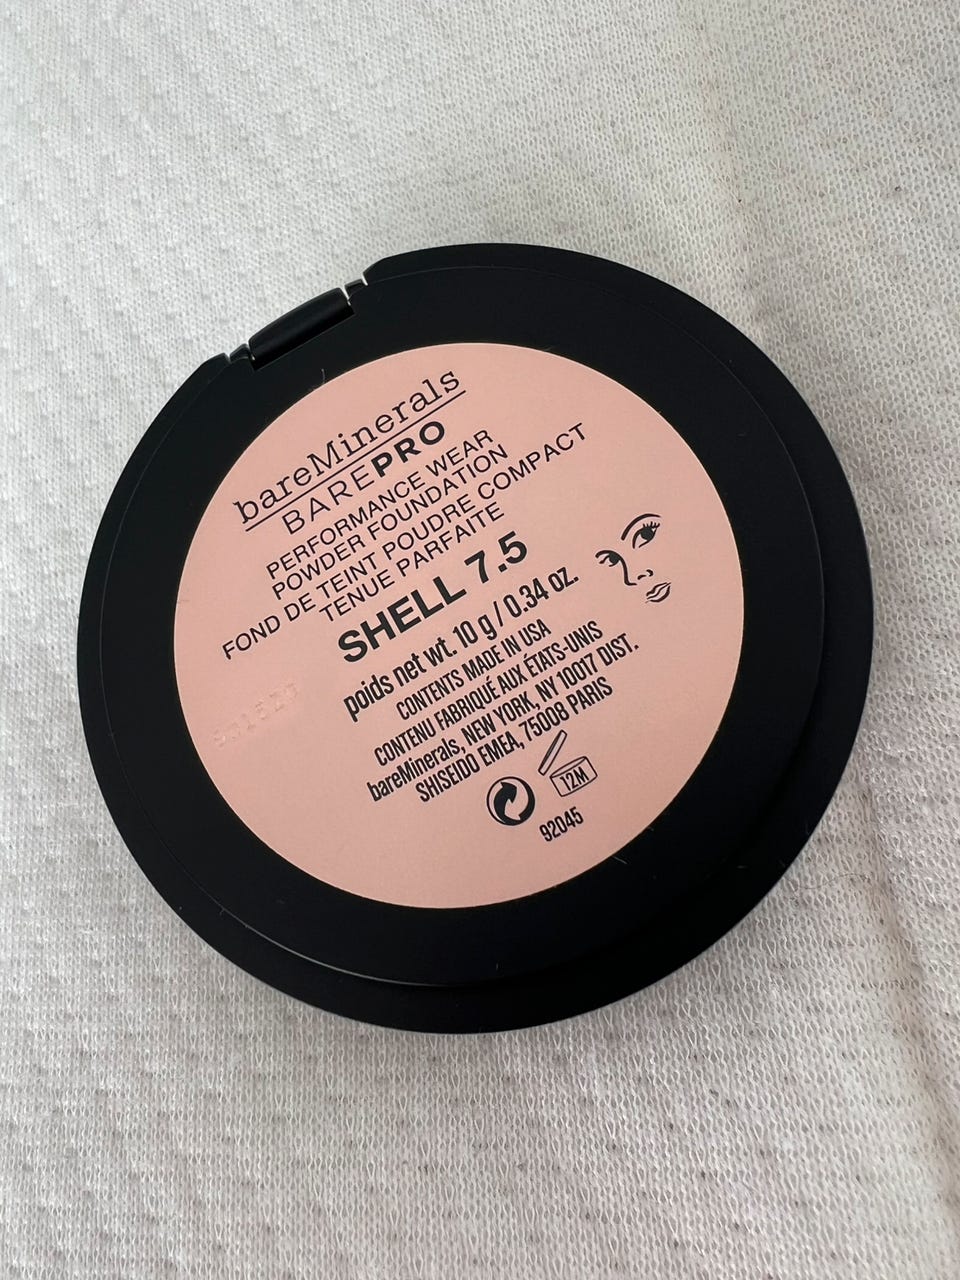 bareMinerals
BAREPRO
PERFORMANCE WEAR
POWDER FOUNDATION
FOND DE TEINT POUDRE COMPACT
TENUE PARFAITE
SHELL 7.5
poids net wt. 10 g / 0.34 oz.
CONTENTS MADE IN USA
CONTENU FABRIQUÉ AUX ÉTATS-UNIS
bareMinerals, NEW YORK, NY 10017 DIST.
SHISEIDO EMEA, 75008 PARIS
12M
92045